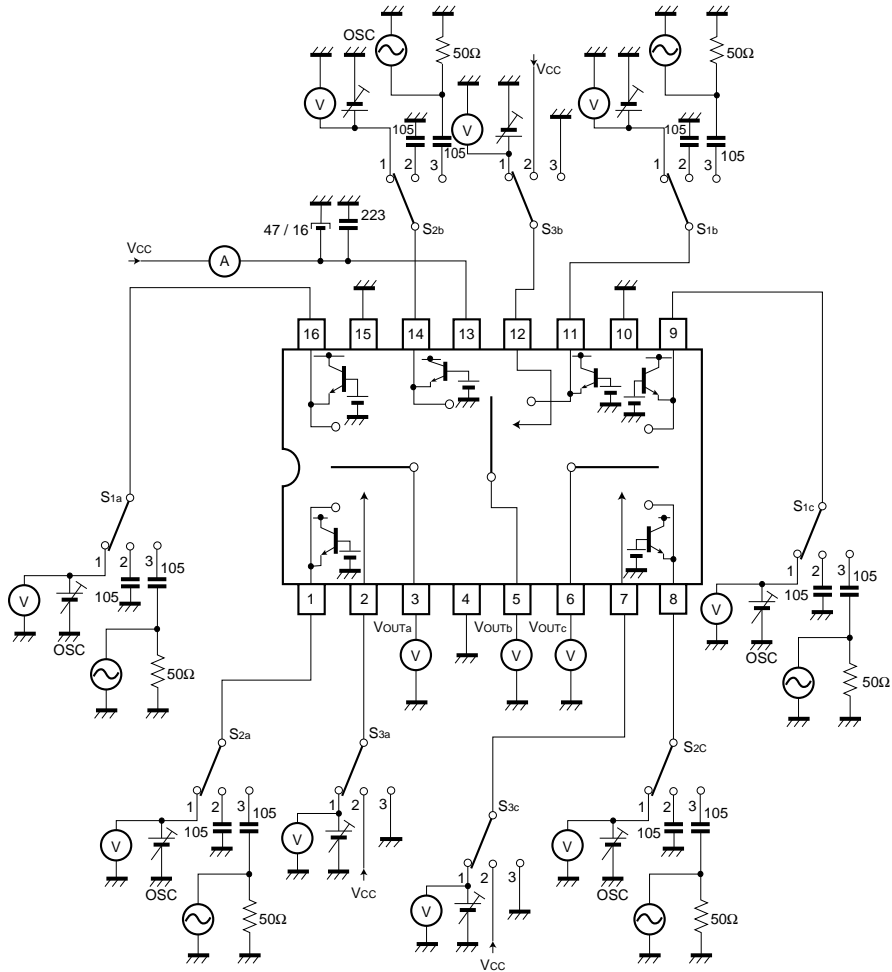 OSC
50Ω
50Ω
VCC
V
V
V
105
105
105
105
1 2 3
1 2 3
1 2 3
47 / 16
223
S2b
S3b
S1b
VCC
A
16 15 14 13 12 11 10 9
S1a
S1c
1 2 3
105
105
V
OSC
50Ω
1 2 3
105
105
V
OSC
50Ω
1 2 3 4 5 6 7 8
VOUTa
VOUTb
VOUTc
V
V
V
S2a
S3a
S2C
S3c
1 2 3
105
105
V
OSC
50Ω
1 2 3
V
VCC
1 2 3
V
VCC
1 2 3
105
105
V
OSC
50Ω